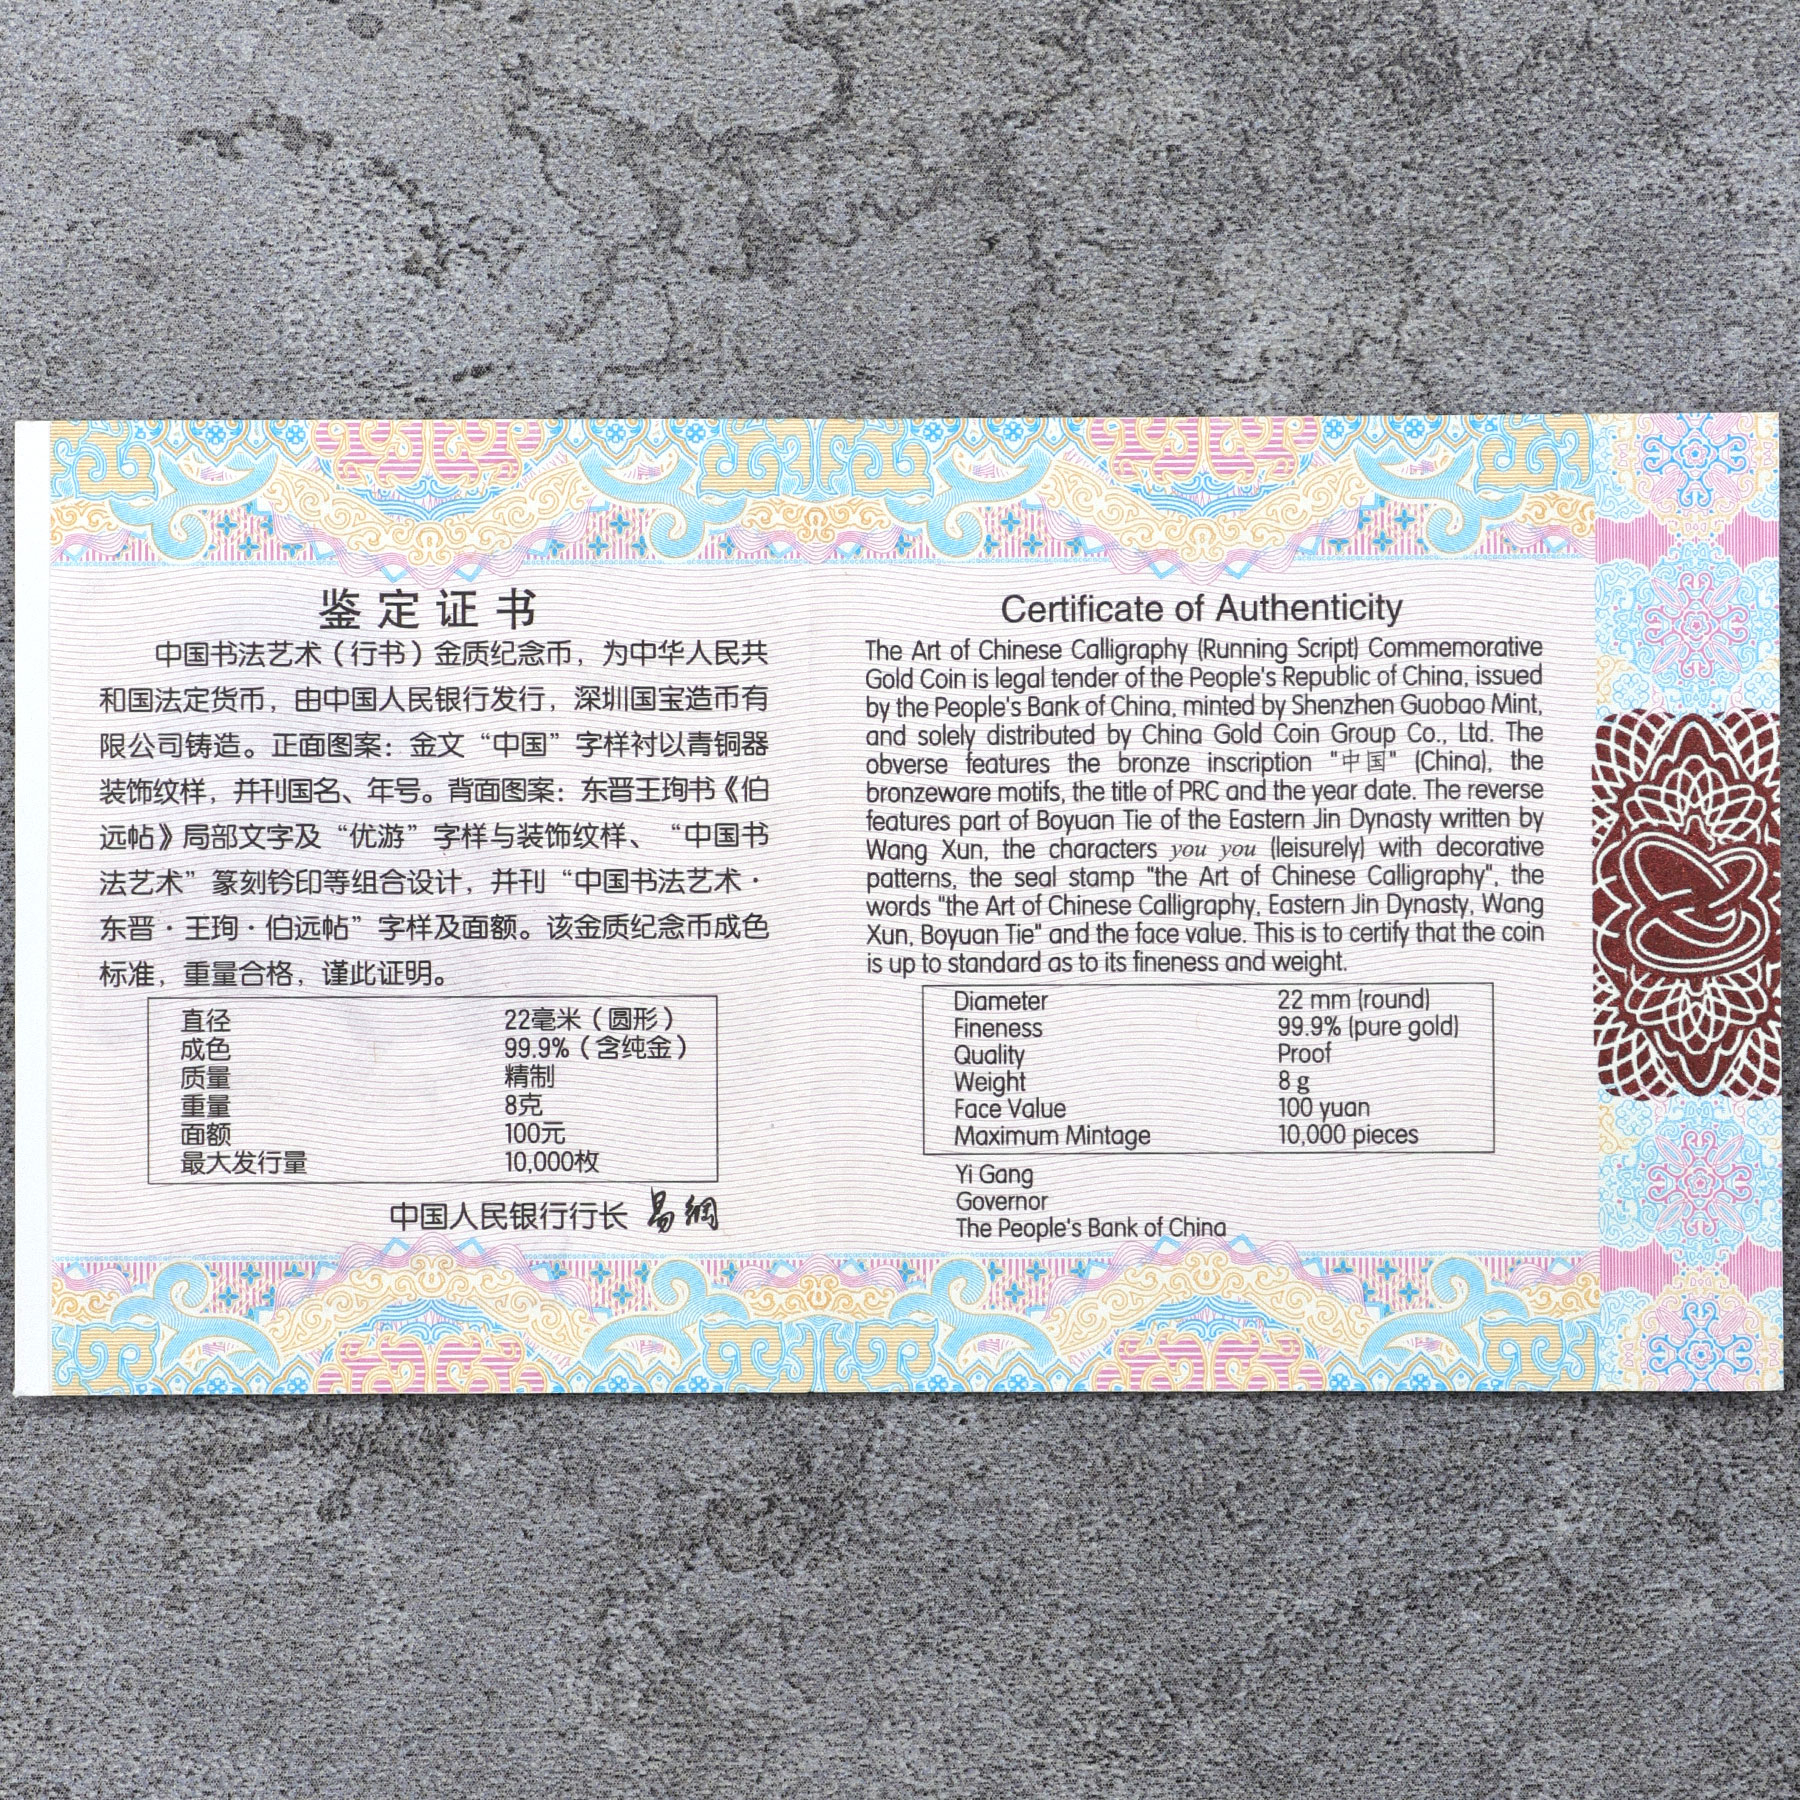 鉴定证书
中国书法艺术（行书）金质纪念币，为中华人民共
和国法定货币，由中国人民银行发行，深圳国宝造币有
限公司铸造。正面图案：金文“中国”字样衬以青铜器
装饰纹样，并刊国名、年号。背面图案：东晋王珣书《伯
远帖》局部文字及“优游”字样与装饰纹样、“中国书
法艺术”篆刻钤印等组合设计，并刊“中国书法艺术·
东晋·王珣·伯远帖”字样及面额。该金质纪念币成色
标准，重量合格，谨此证明。
直径 22毫米（圆形）
成色 99.9%（含纯金）
质量 精制
重量 8克
面额 100元
最大发行量 10,000枚
中国人民银行行长 易纲
Certificate of Authenticity
The Art of Chinese Calligraphy (Running Script) Commemorative
Gold Coin is legal tender of the People's Republic of China, issued
by the People's Bank of China, minted by Shenzhen Guobao Mint,
and solely distributed by China Gold Coin Group Co., Ltd. The
obverse features the bronze inscription "中国" (China), the
bronzeware motifs, the title of PRC and the year date. The reverse
features part of Boyuan Tie of the Eastern Jin Dynasty written by
Wang Xun, the characters you you (leisurely) with decorative
patterns, the seal stamp "the Art of Chinese Calligraphy", the
words "the Art of Chinese Calligraphy, Eastern Jin Dynasty, Wang
Xun, Boyuan Tie" and the face value. This is to certify that the coin
is up to standard as to its fineness and weight.
Diameter 22 mm (round)
Fineness 99.9% (pure gold)
Quality Proof
Weight 8 g
Face Value 100 yuan
Maximum Mintage 10,000 pieces
Yi Gang
Governor
The People's Bank of China